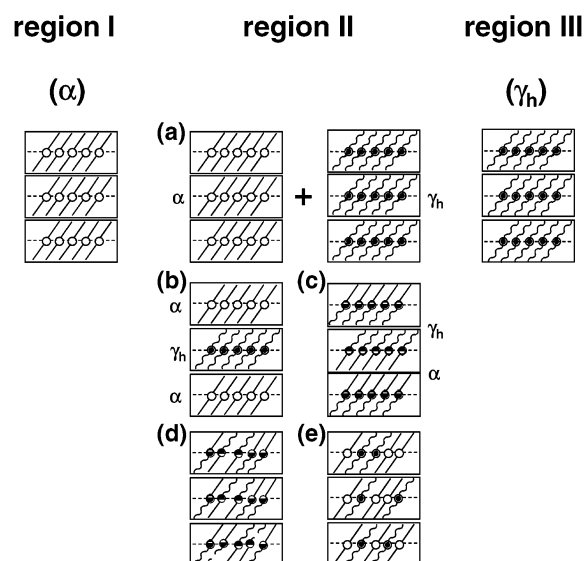 region I region II region III
(α) (γh)
(a)
α + γh
(b) (c)
α
γh
γh
α
α
(d) (e)